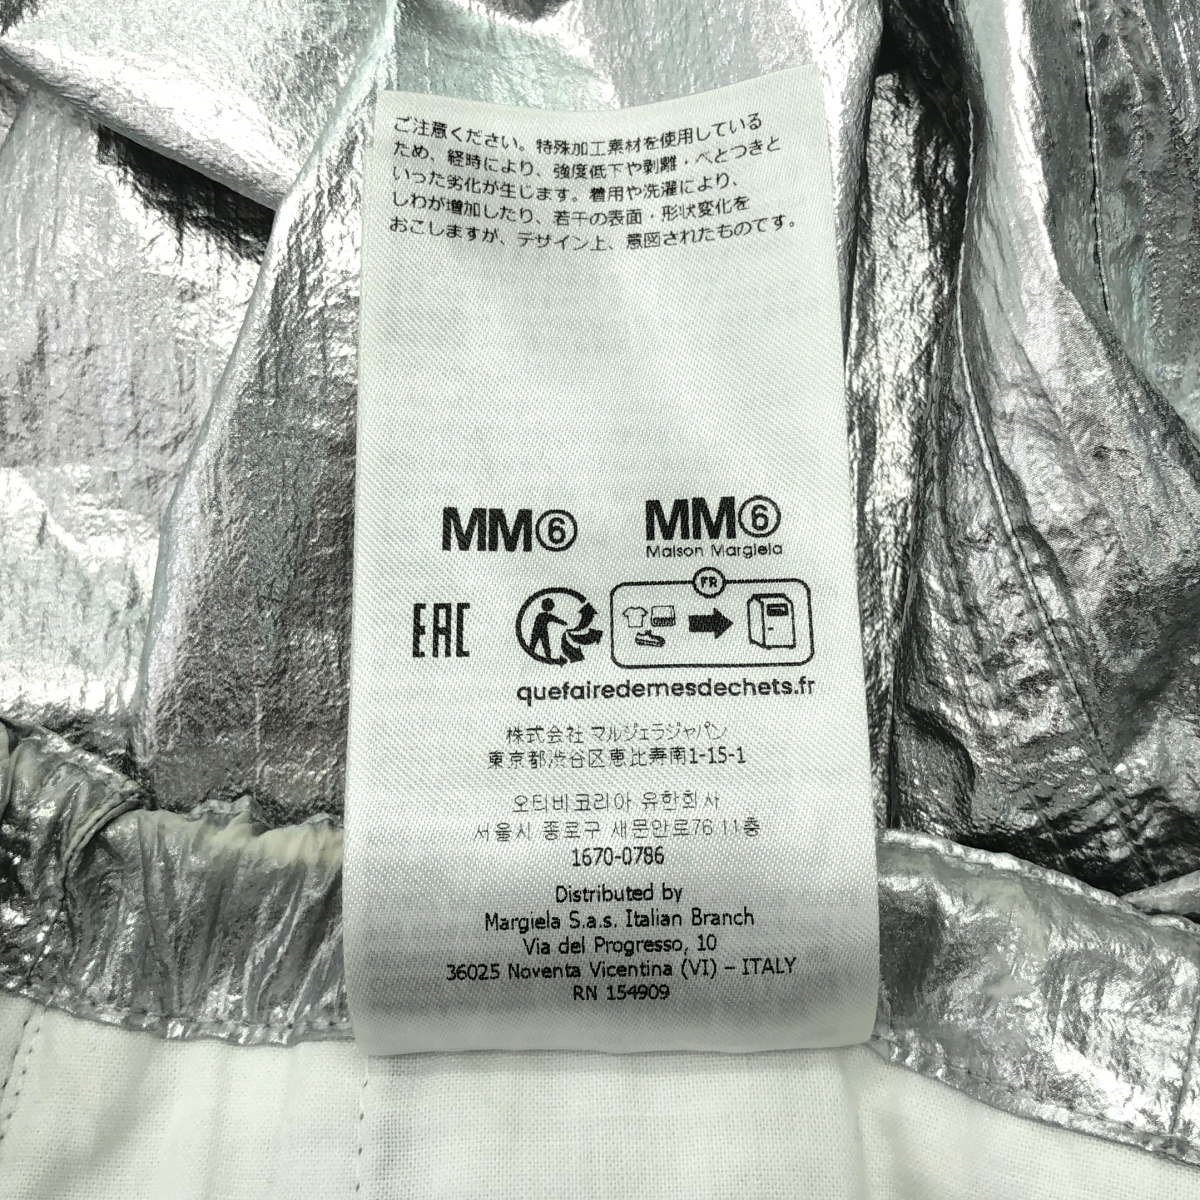 ご注意ください。特殊加工素材を使用している
ため、経時により、強度低下や剥離・べとつきと
いった劣化が生じます。着用や洗濯により、
しわが増加したり、若干の表面・形状変化を
おこしますが、デザイン上、意図されたものです。
MM⑥ MM⑥
Maison Margiela
EAC
FR
quefairedemesdechets.fr
株式会社 マルジェラジャパン
東京都渋谷区恵比寿南1-15-1
오티비코리아 유한회사
서울시 종로구 새문안로76 11층
1670-0786
Distributed by
Margiela S.a.s. Italian Branch
Via del Progresso, 10
36025 Noventa Vicentina (VI) – ITALY
RN 154909